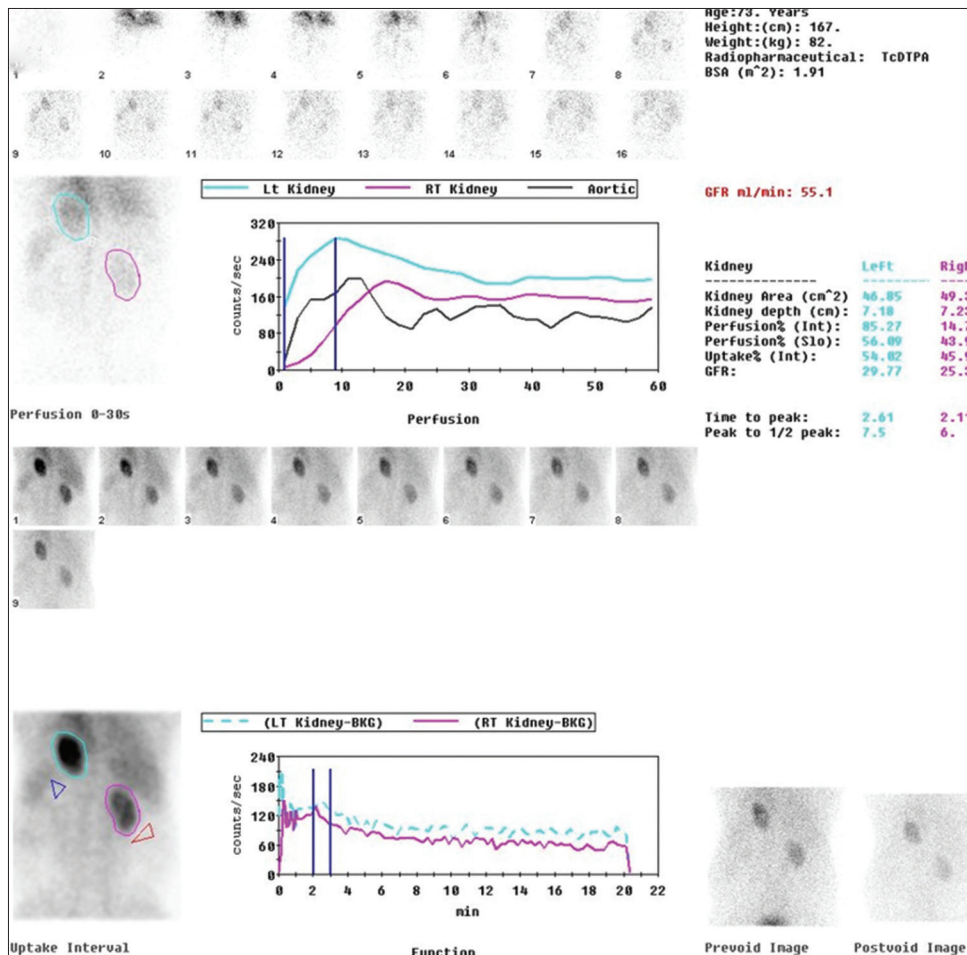 Age:73. Years
Height:(cm): 167.
Weight:(kg): 82.
Radiopharmaceutical: TcDTPA
BSA (m^2): 1.91
1 2 3 4 5 6 7 8
9 10 11 12 13 14 15 16
Lt Kidney RT Kidney Aortic
GFR ml/min: 55.1
320
240
160
80
0
counts/sec
0 10 20 30 40 50 60
Perfusion 0-30s
Perfusion
Kidney Left
Kidney Area (cm^2) 46.85
Kidney depth (cm): 7.18
Perfusion% (Int): 85.27
Perfusion% (Slo): 56.09
Uptake% (Int): 54.02
GFR: 29.77
Time to peak: 2.61
Peak to 1/2 peak: 7.5 6.
1 2 3 4 5 6 7 8
9
(LT Kidney-BKG) (RT Kidney-BKG)
240
180
120
60
0
counts/sec
0 2 4 6 8 10 12 14 16 18 20 22
min
Uptake Interval
Function
Prevoid Image
Postvoid Image